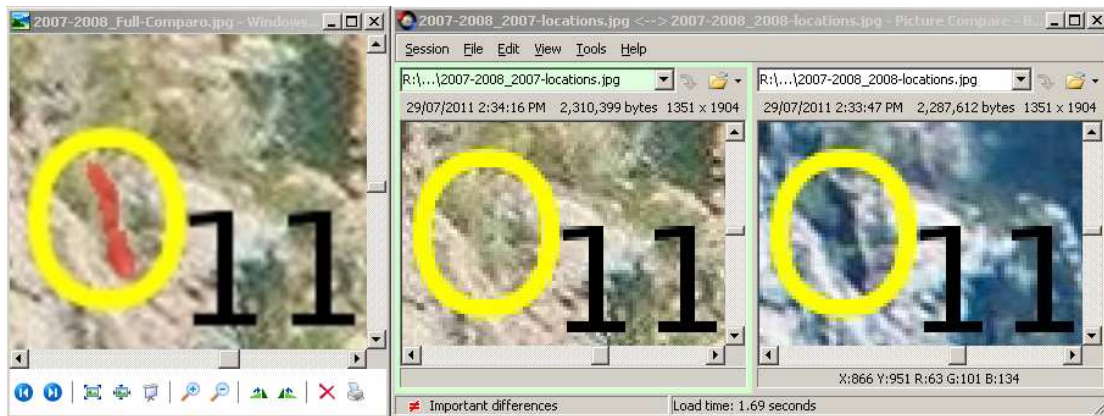 2007-2008_Full-Comparo.jpg - Windows...
11
2007-2008_2007-locations.jpg <--> 2007-2008_2008-locations.jpg - Picture Compare - B...
Session File Edit View Tools Help
R:\...\2007-2008_2007-locations.jpg
29/07/2011 2:34:16 PM 2,310,399 bytes 1351 x 1904
11
R:\...\2007-2008_2008-locations.jpg
29/07/2011 2:33:47 PM 2,287,612 bytes 1351 x 1904
11
X:866 Y:951 R:63 G:101 B:134
Important differences
Load time: 1.69 seconds